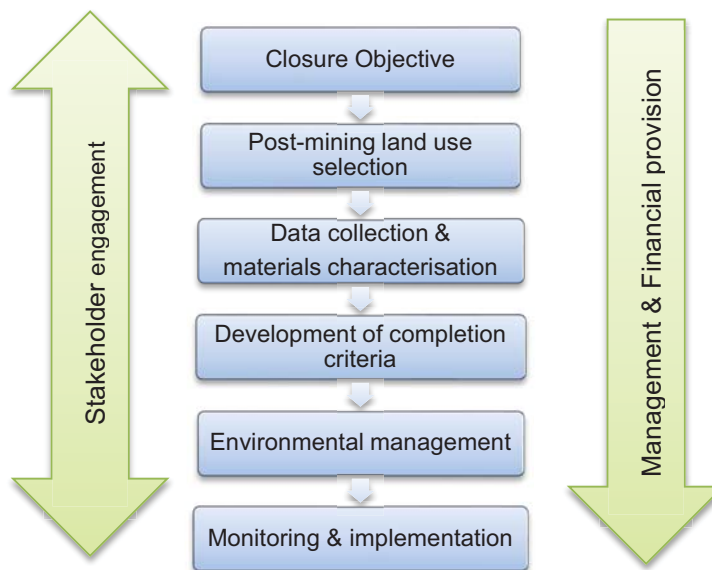 Closure Objective
Post-mining land use
selection
Data collection &
materials characterisation
Development of completion
criteria
Environmental management
Monitoring & implementation
Stakeholder engagement
Management & Financial provision